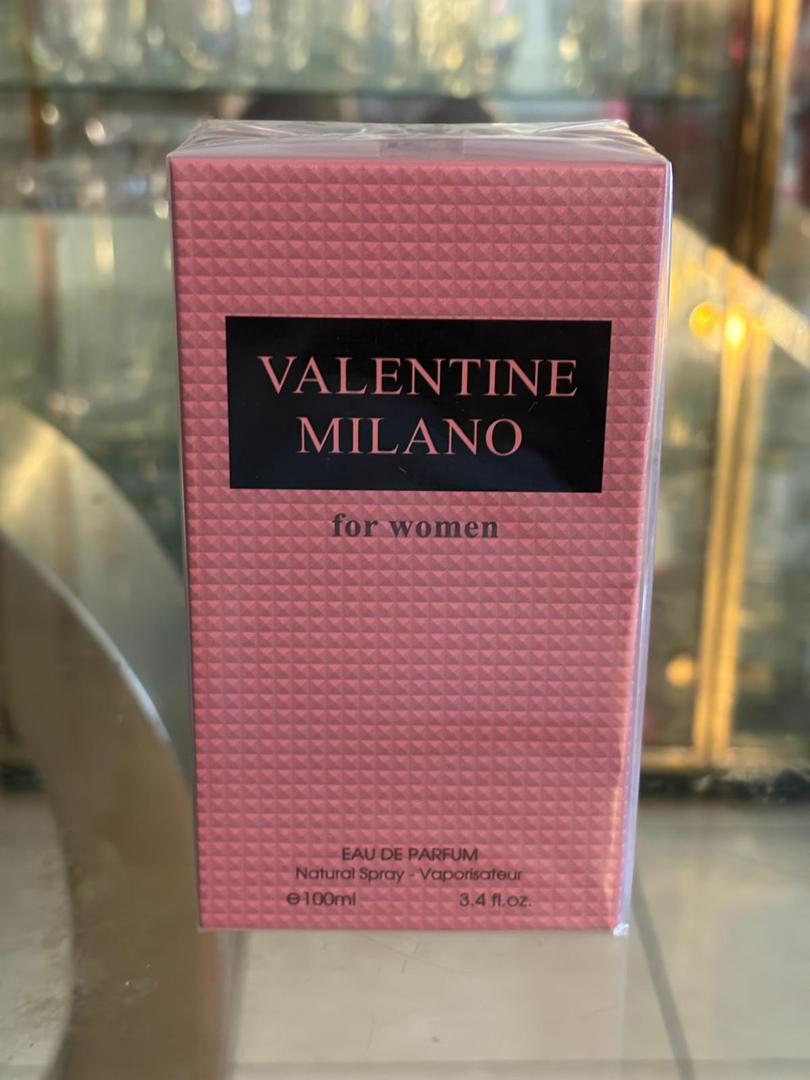 VALENTINE
MILANO
for women
EAU DE PARFUM
Natural Spray - Vaporisateur
℮100ml 3.4 fl.oz.